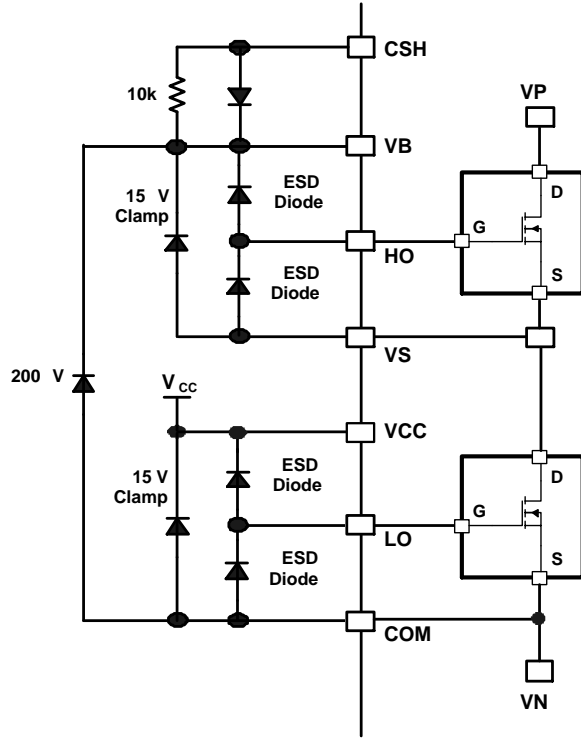 CSH
10k
VP
VB
15 V
Clamp
ESD
Diode
D
G
HO
ESD
Diode
S
VS
200 V
VCC
VCC
15 V
Clamp
ESD
Diode
D
G
LO
ESD
Diode
S
COM
VN